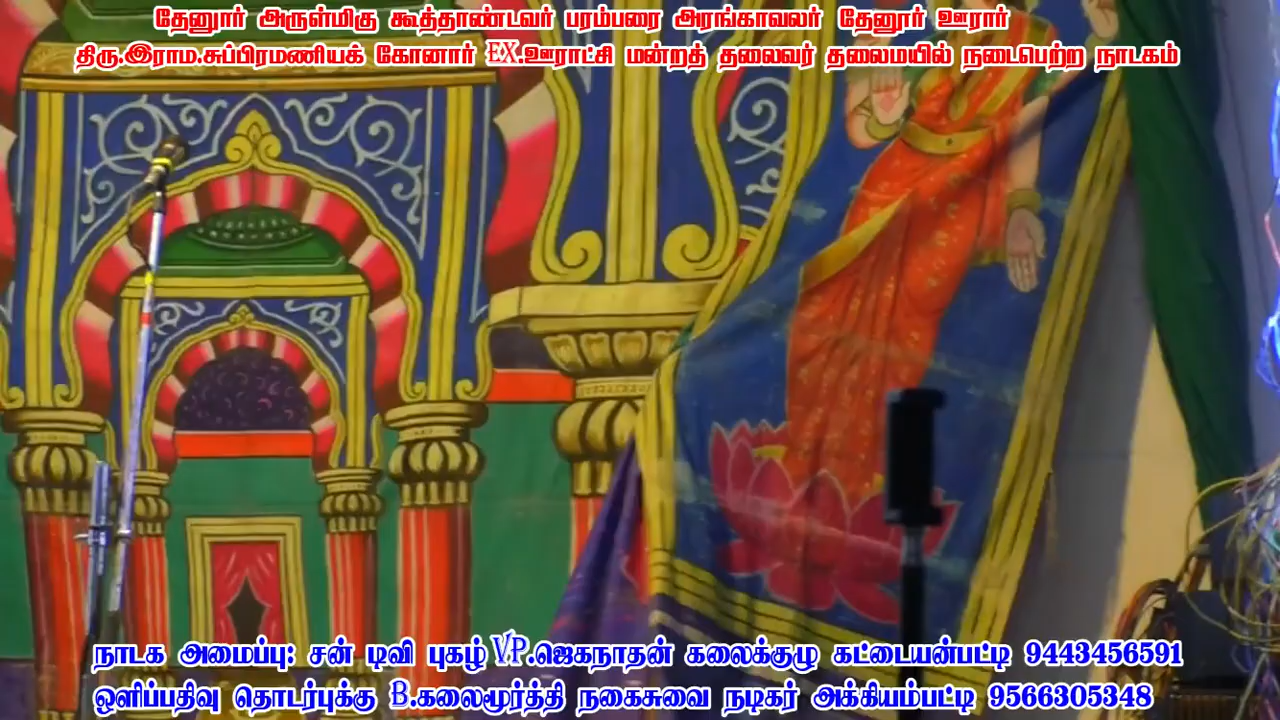 தேனூர் அருள்மிகு கூத்தாண்டவர் பரம்பரை அரங்காவலர் தேனூர் ஊரார்
திரு.இராம.சுப்பிரமணியக் கோனார் EX.ஊராட்சி மன்றத் தலைவர் தலைமையில் நடைபெற்ற நாடகம்
நாடக அமைப்பு: சன் டிவி புகழ் V.P.ஜெகநாதன் கலைக்குழு கட்டையன்பட்டி 9443456591
ஒளிப்பதிவு தொடர்புக்கு B.கலைமூர்த்தி நகைசுவை நடிகர் அக்கியம்பட்டி 9566305348